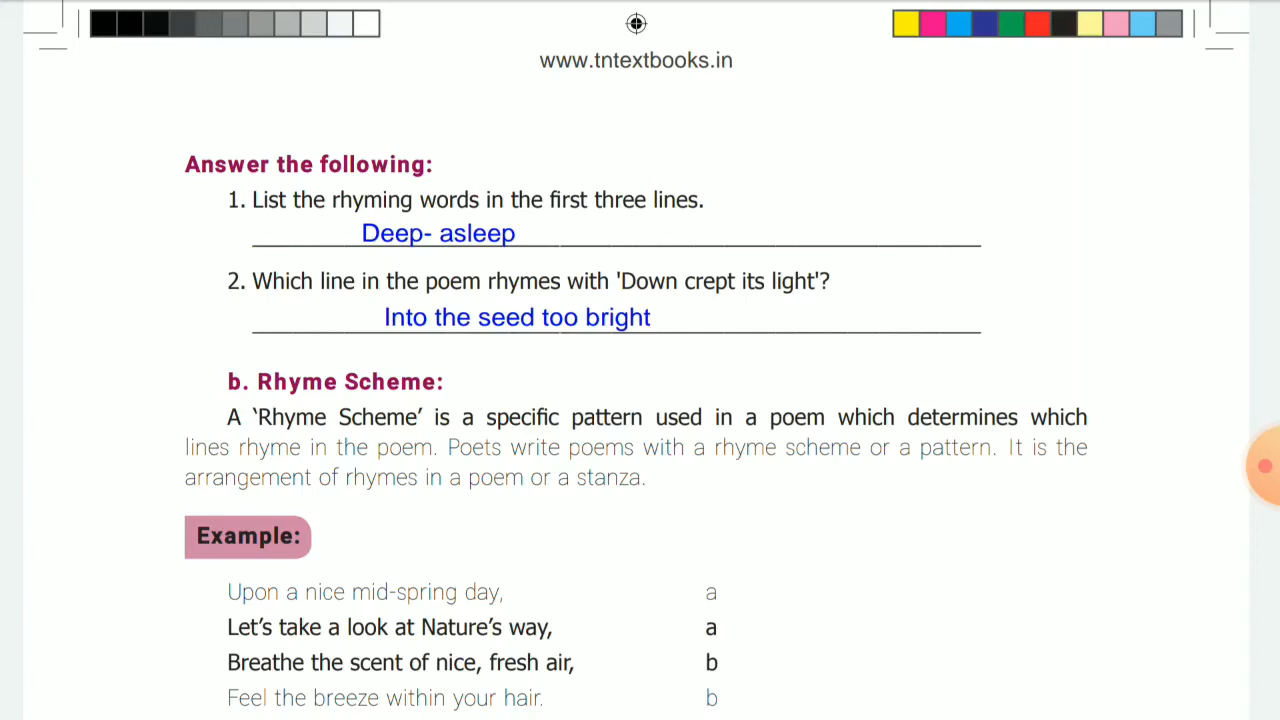 www.tntextbooks.in
Answer the following:
1. List the rhyming words in the first three lines.
Deep- asleep
2. Which line in the poem rhymes with 'Down crept its light'?
Into the seed too bright
b. Rhyme Scheme:
A ‘Rhyme Scheme’ is a specific pattern used in a poem which determines which
lines rhyme in the poem. Poets write poems with a rhyme scheme or a pattern. It is the
arrangement of rhymes in a poem or a stanza.
Example:
Upon a nice mid-spring day, a
Let’s take a look at Nature’s way, a
Breathe the scent of nice, fresh air, b
Feel the breeze within your hair. b